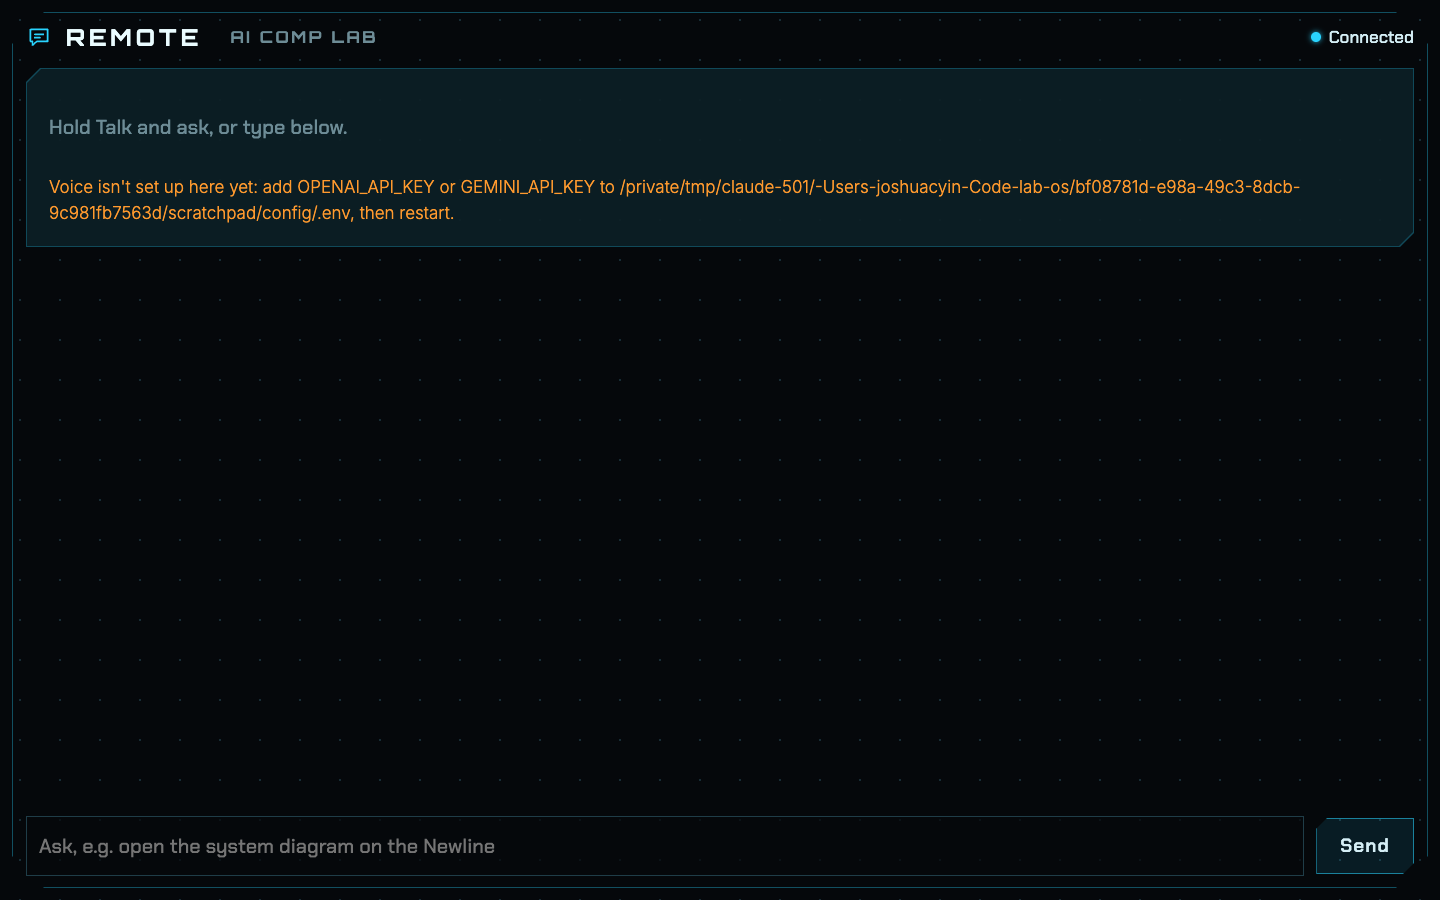 REMOTE AI COMP LAB Connected
Hold Talk and ask, or type below.
Voice isn't set up here yet: add OPENAI_API_KEY or GEMINI_API_KEY to /private/tmp/claude-501/-Users-joshuacyin-Code-lab-os/bf08781d-e98a-49c3-8dcb-
9c981fb7563d/scratchpad/config/.env, then restart.
Ask, e.g. open the system diagram on the Newline Send